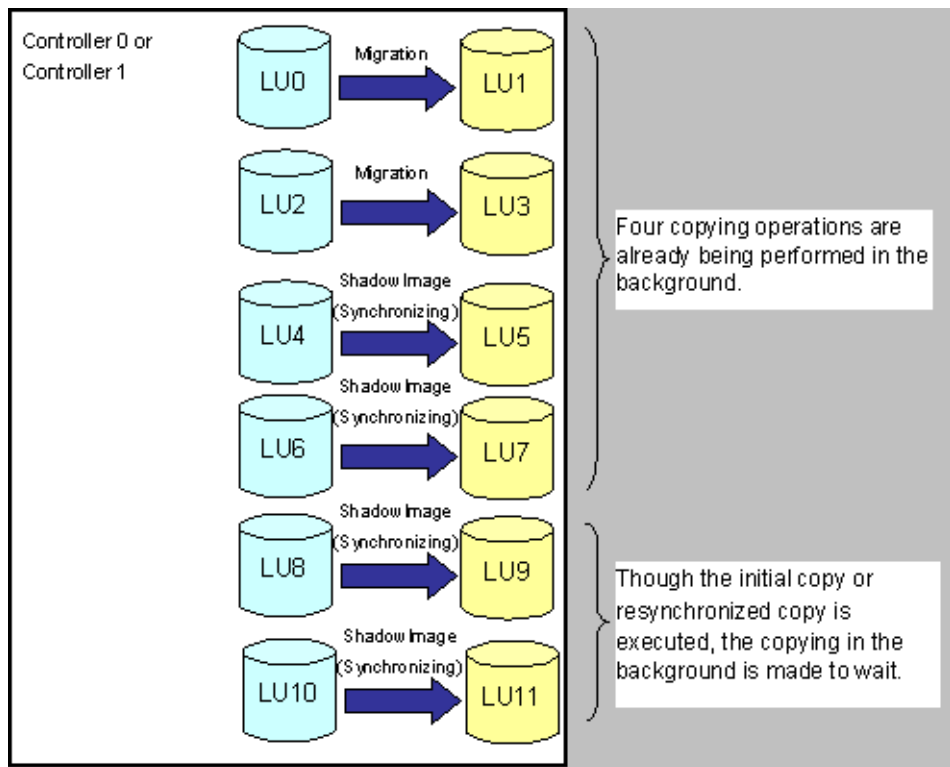 Controller 0 or
Controller 1
LU0
Migration
LU1
LU2
Migration
LU3
Four copying operations are
already being performed in the
background.
LU4
Shadow Image
(Synchronizing)
LU5
LU6
Shadow Image
(Synchronizing)
LU7
LU8
Shadow Image
(Synchronizing)
LU9
LU10
Shadow Image
(Synchronizing)
LU11
Though the initial copy or
resynchronized copy is
executed, the copying in the
background is made to wait.